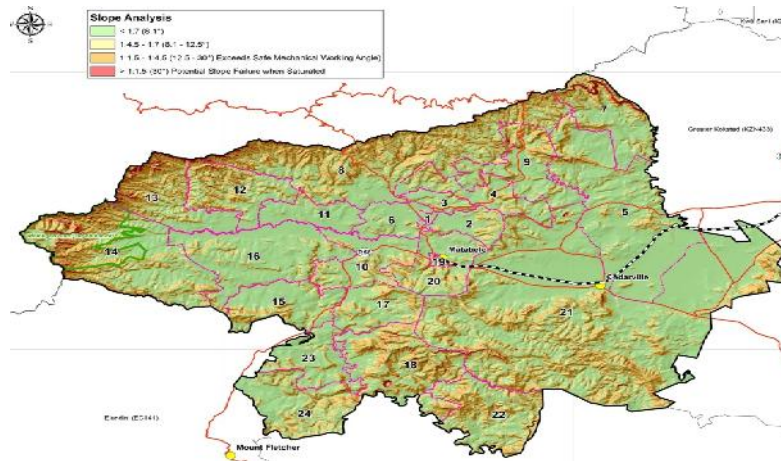 Slope Analysis
< 1:7 (8.1°)
1:4.5 - 1:7 (8.1 - 12.5°)
1:1.5 - 1:4.5 (12.5 - 30°) Exceeds Safe Mechanical Working Angle)
> 1:1.5 (30°) Potential Slope Failure when Saturated
N
7
Greater Kokstad (KZN433)
8
9
13
12
4
3
11
6
1
2
5
14
16
Matatiele
10
19
20
Cedarville
15
17
21
23
18
24
22
Mount Fletcher